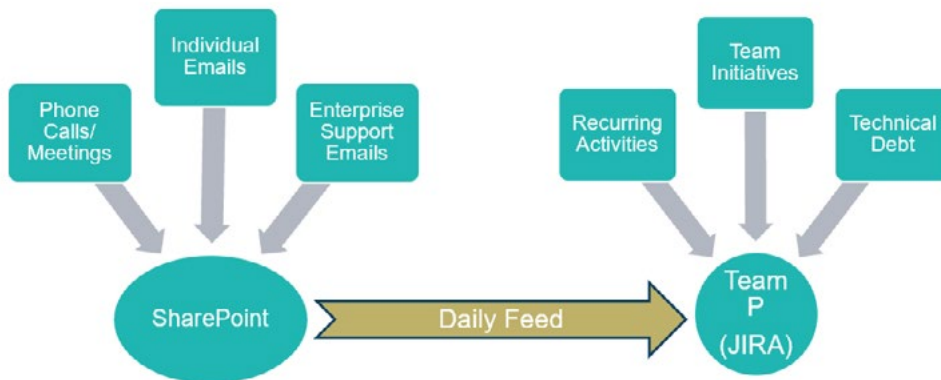 Individual
Emails
Phone
Calls/
Meetings
Enterprise
Support
Emails
SharePoint
Daily Feed
Team
Initiatives
Recurring
Activities
Technical
Debt
Team
P
(JIRA)